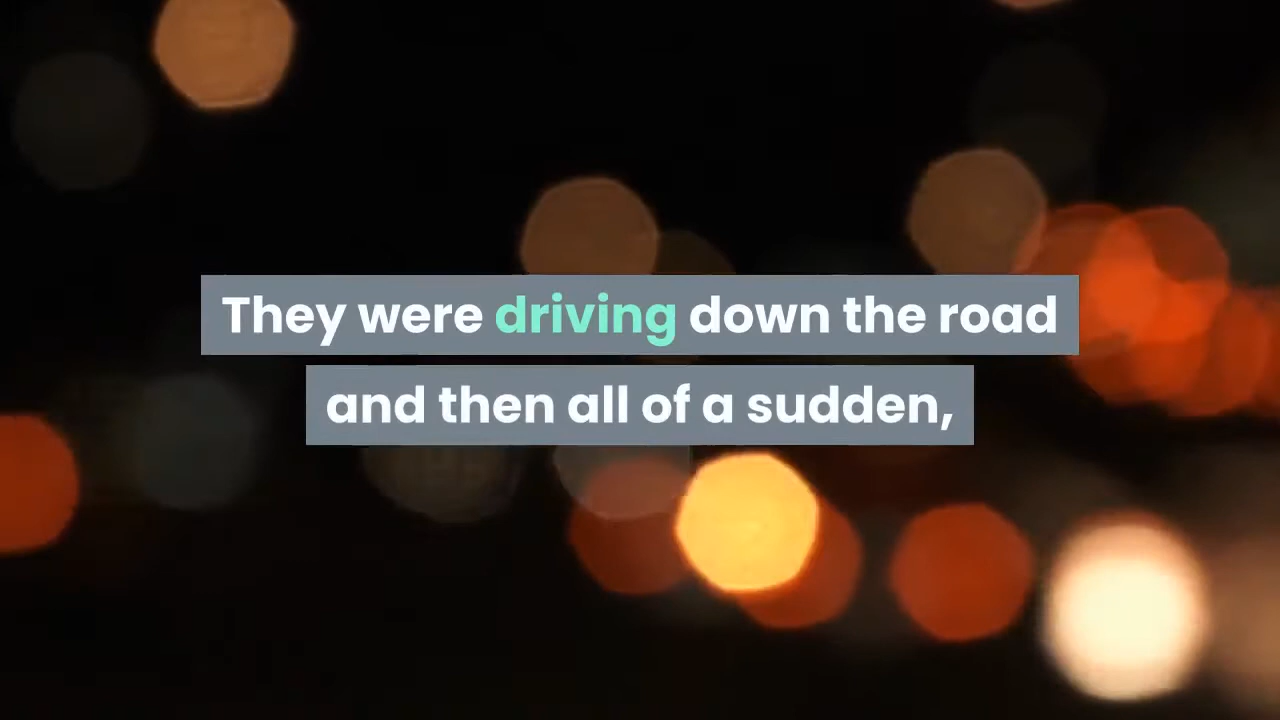 They were driving down the road
and then all of a sudden,